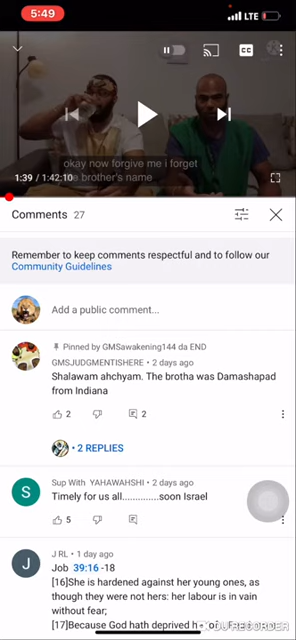 5:49
LTE
CC
okay now forgive me i forget
e brother's name
1:39 / 1:42:10
Comments 27
Remember to keep comments respectful and to follow our
Community Guidelines
Add a public comment...
Pinned by GMSawakening144 da END
GMSJUDGMENTISHERE • 2 days ago
Shalawam ahchyam. The brotha was Damashapad
from Indiana
2
2
• 2 REPLIES
S
Sup With YAHAWAHSHI • 2 days ago
Timely for us all..............soon Israel
5
J
J RL • 1 day ago
Job 39:16 -18
[16]She is hardened against her young ones, as
though they were not hers: her labour is in vain
without fear;
[17]Because God hath deprived h
DU RECORDER